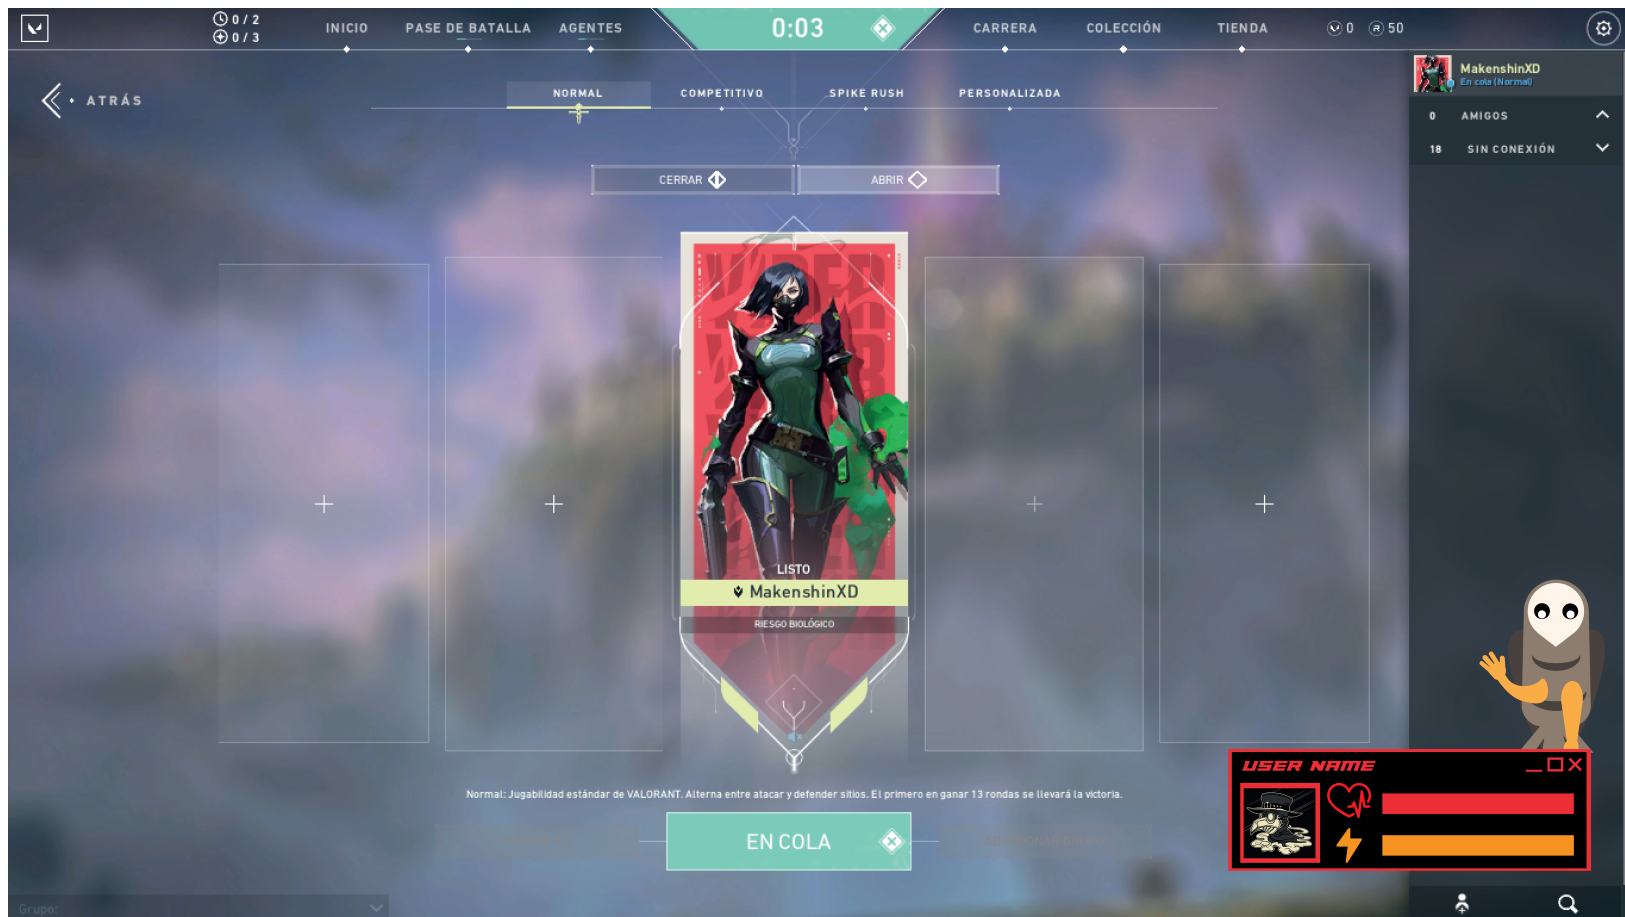 0 / 2
0 / 3
INICIO
PASE DE BATALLA
AGENTES
0:03
CARRERA
COLECCIÓN
TIENDA
0
50
ATRÁS
NORMAL
COMPETITIVO
SPIKE RUSH
PERSONALIZADA
MakenshinXD
En cola (Normal)
0 AMIGOS
18 SIN CONEXIÓN
CERRAR
ABRIR
VIPER
LISTO
MakenshinXD
RIESGO BIOLÓGICO
Normal: Jugabilidad estándar de VALORANT. Alterna entre atacar y defender sitios. El primero en ganar 13 rondas se llevará la victoria.
EN COLA
USER NAME
Grupo: